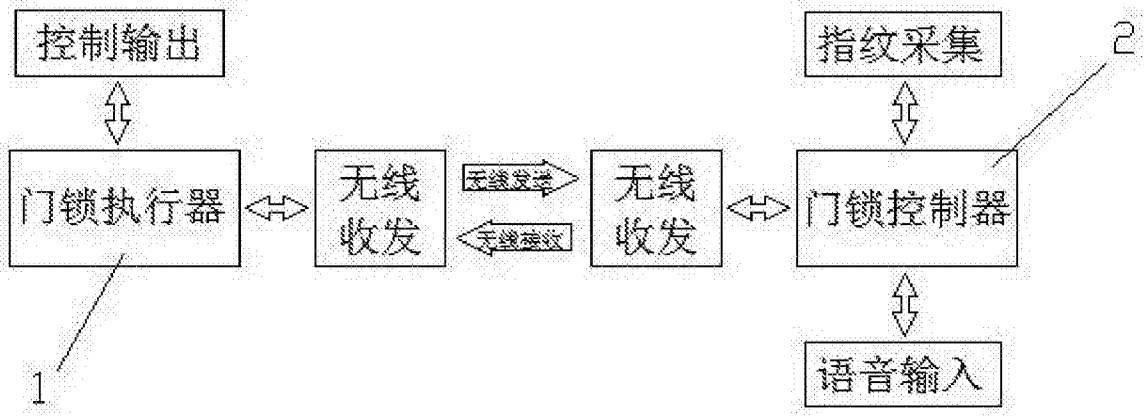 控制输出
指纹采集
2
门锁执行器
无线
收发
无线发送
无线接收
无线
收发
门锁控制器
1
语音输入